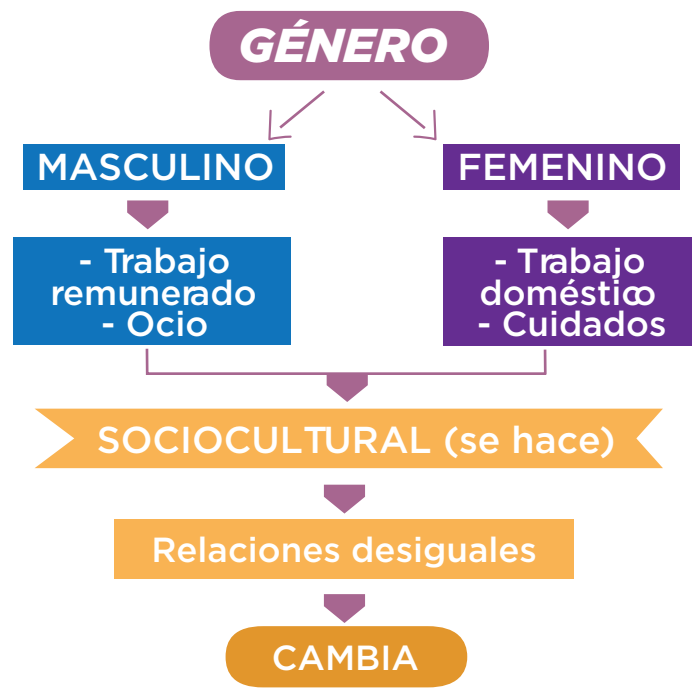 GÉNERO
MASCULINO
FEMENINO
- Trabajo
remunerado
- Ocio
- Trabajo
doméstico
- Cuidados
SOCIOCULTURAL (se hace)
Relaciones desiguales
CAMBIA